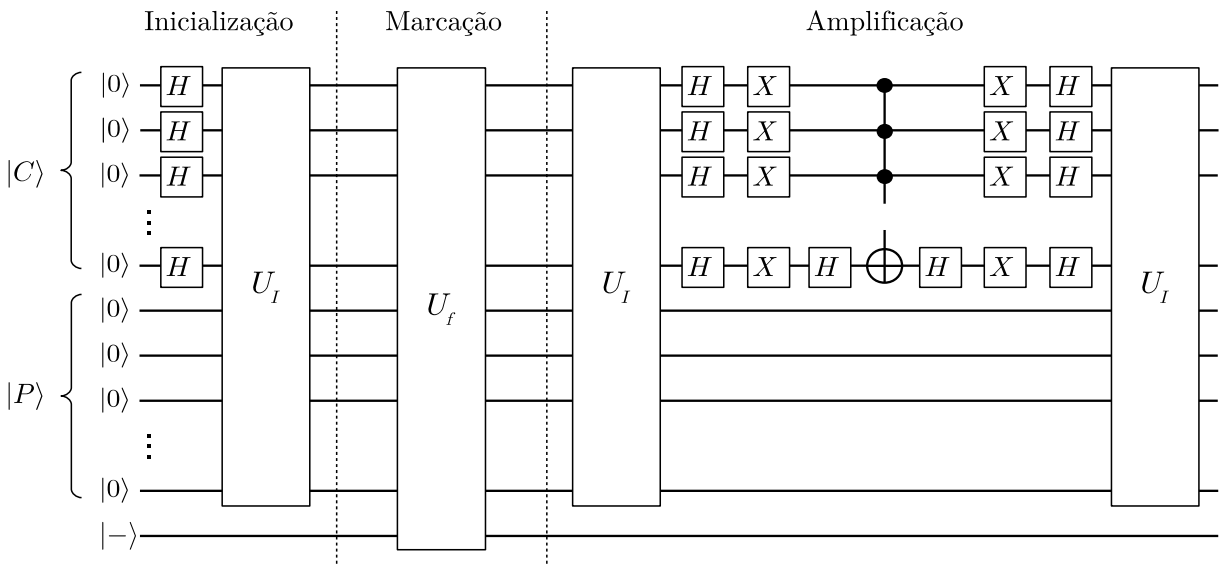 Inicialização Marcação Amplificação
|0⟩ H H X X H
|0⟩ H H X X H
|C⟩ |0⟩ H H X X H
⋮
|0⟩ H H X H H X H
U_I U_f U_I U_I
|0⟩
|0⟩
|P⟩ |0⟩
⋮
|0⟩
|−⟩